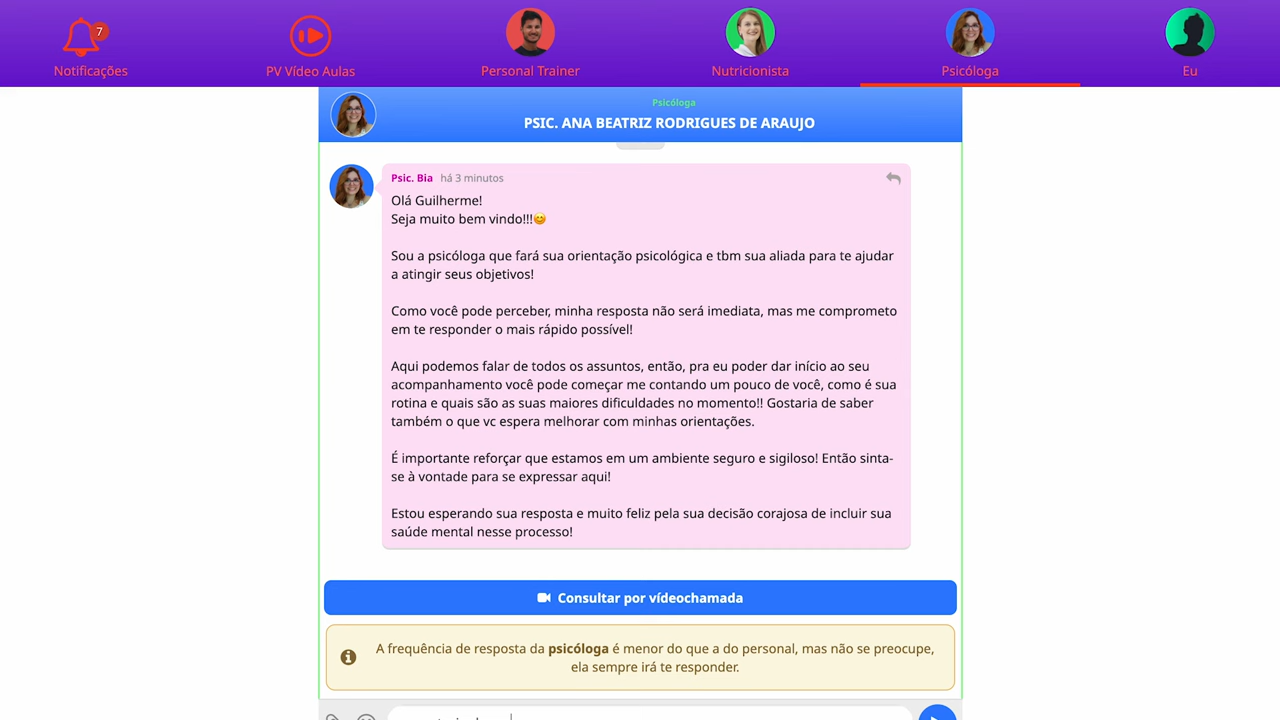 7
Notificações
PV Vídeo Aulas
Personal Trainer
Nutricionista
Psicóloga
Eu
Psicóloga
PSIC. ANA BEATRIZ RODRIGUES DE ARAUJO
Psic. Bia há 3 minutos
Olá Guilherme!
Seja muito bem vindo!!!😊
Sou a psicóloga que fará sua orientação psicológica e tbm sua aliada para te ajudar
a atingir seus objetivos!
Como você pode perceber, minha resposta não será imediata, mas me comprometo
em te responder o mais rápido possível!
Aqui podemos falar de todos os assuntos, então, pra eu poder dar início ao seu
acompanhamento você pode começar me contando um pouco de você, como é sua
rotina e quais são as suas maiores dificuldades no momento!! Gostaria de saber
também o que vc espera melhorar com minhas orientações.
É importante reforçar que estamos em um ambiente seguro e sigiloso! Então sinta-
se à vontade para se expressar aqui!
Estou esperando sua resposta e muito feliz pela sua decisão corajosa de incluir sua
saúde mental nesse processo!
Consultar por vídeochamada
A frequência de resposta da psicóloga é menor do que a do personal, mas não se preocupe,
ela sempre irá te responder.